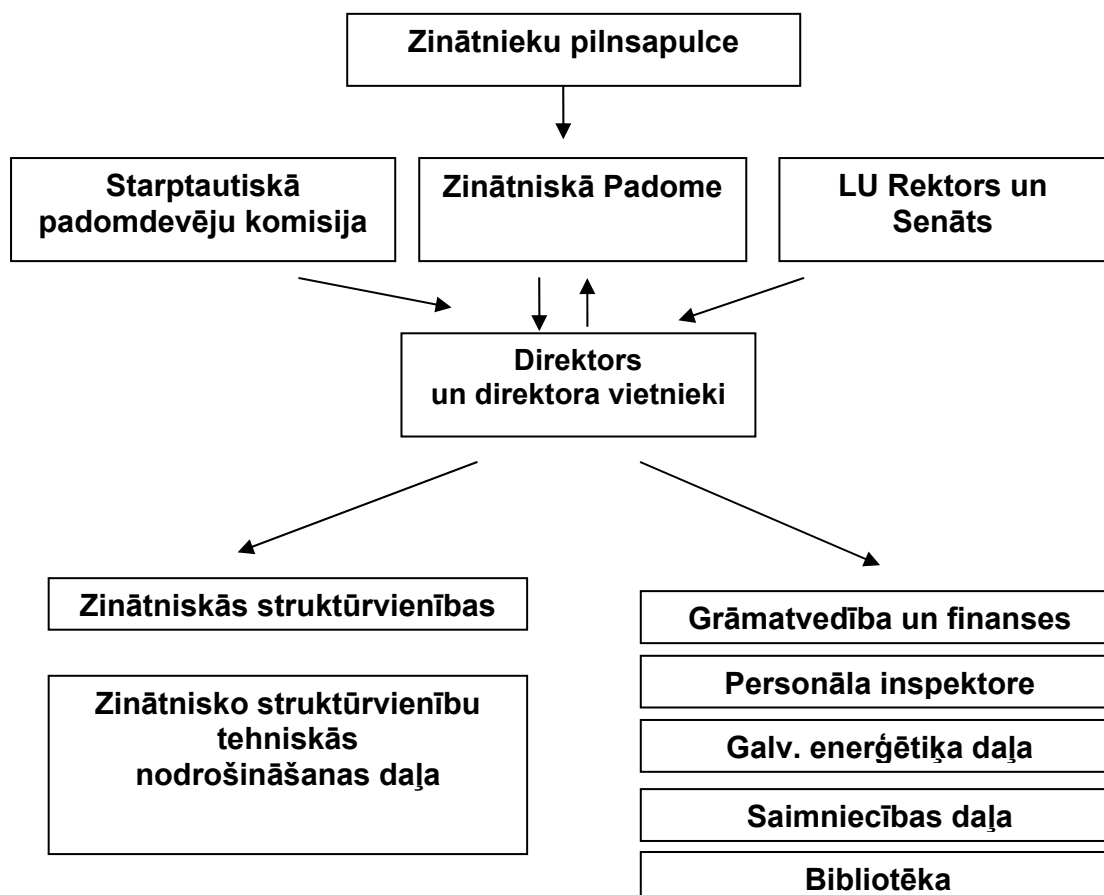 Zinātnieku pilnsapulce
Starptautiskā
padomdevēju komisija
Zinātniskā Padome
LU Rektors un
Senāts
Direktors
un direktora vietnieki
Zinātniskās struktūrvienības
Zinātnisko struktūrvienību
tehniskās
nodrošināšanas daļa
Grāmatvedība un finanses
Personāla inspektore
Galv. enerģētiķa daļa
Saimniecības daļa
Bibliotēka